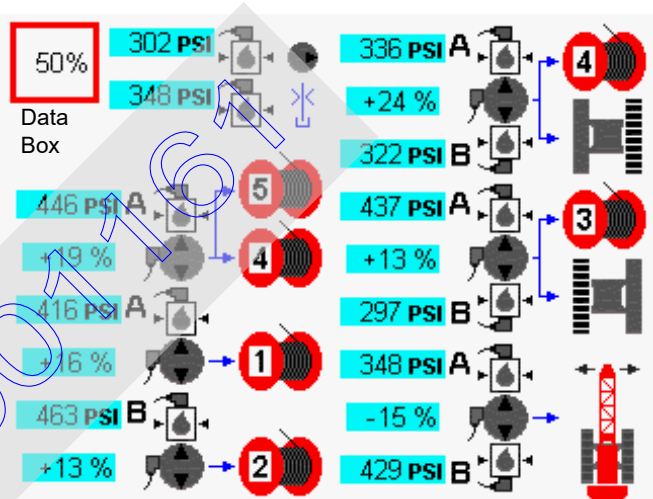 50%
Data
Box
302 PSI
348 PSI
446 PSI A
5
+19 %
4
416 PSI A
+16 %
1
463 PSI B
+13 %
2
336 PSI A
4
+24 %
322 PSI B
437 PSI A
3
+13 %
297 PSI B
348 PSI A
-15 %
429 PSI B